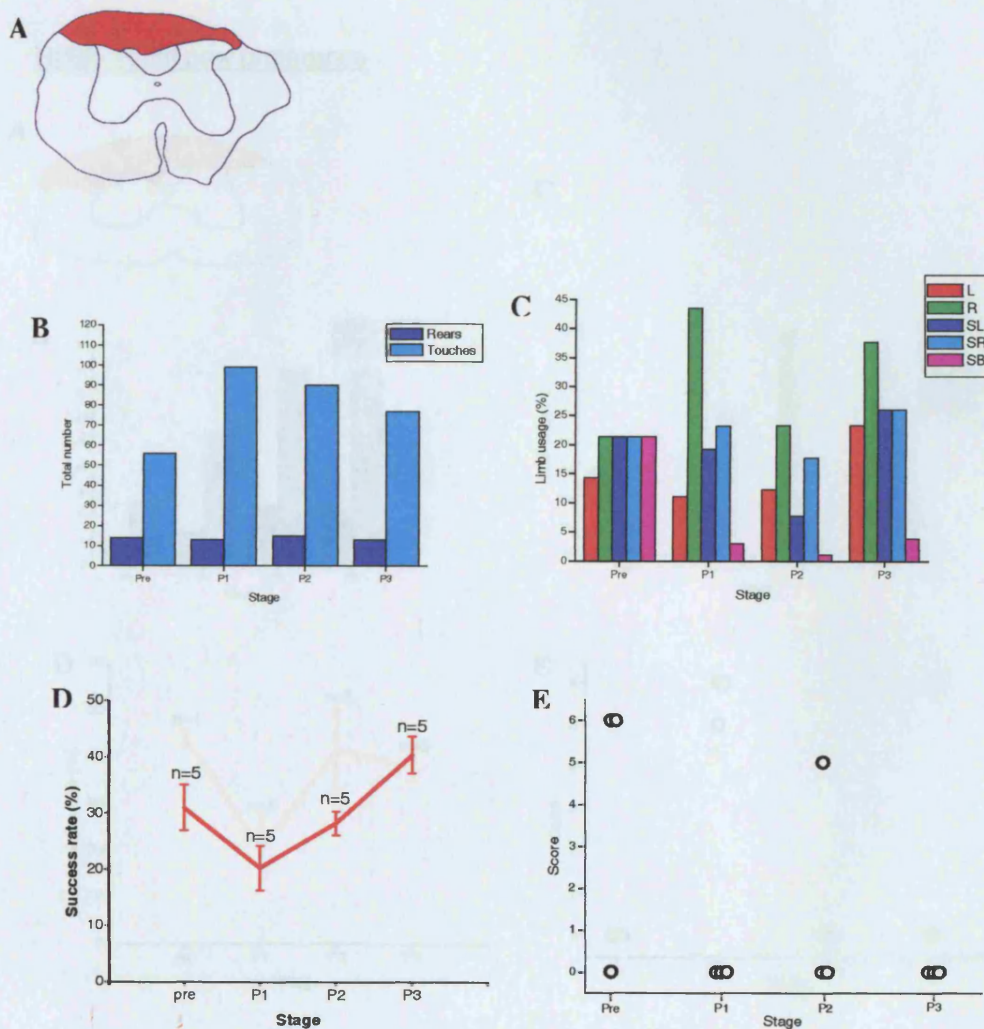 A
B
120
110
100
90
80
70
60
50
40
30
20
10
0
Total number
Rears
Touches
Pre P1 P2 P3
Stage
C
45
40
35
30
25
20
15
10
5
0
Limb usage (%)
L
R
SL
SR
SB
Pre P1 P2 P3
Stage
D
50
40
30
20
10
0
Success rate (%)
n=5
n=5
n=5
n=5
pre P1 P2 P3
Stage
E
6
5
4
3
2
1
0
Score
Pre P1 P2 P3
Stage